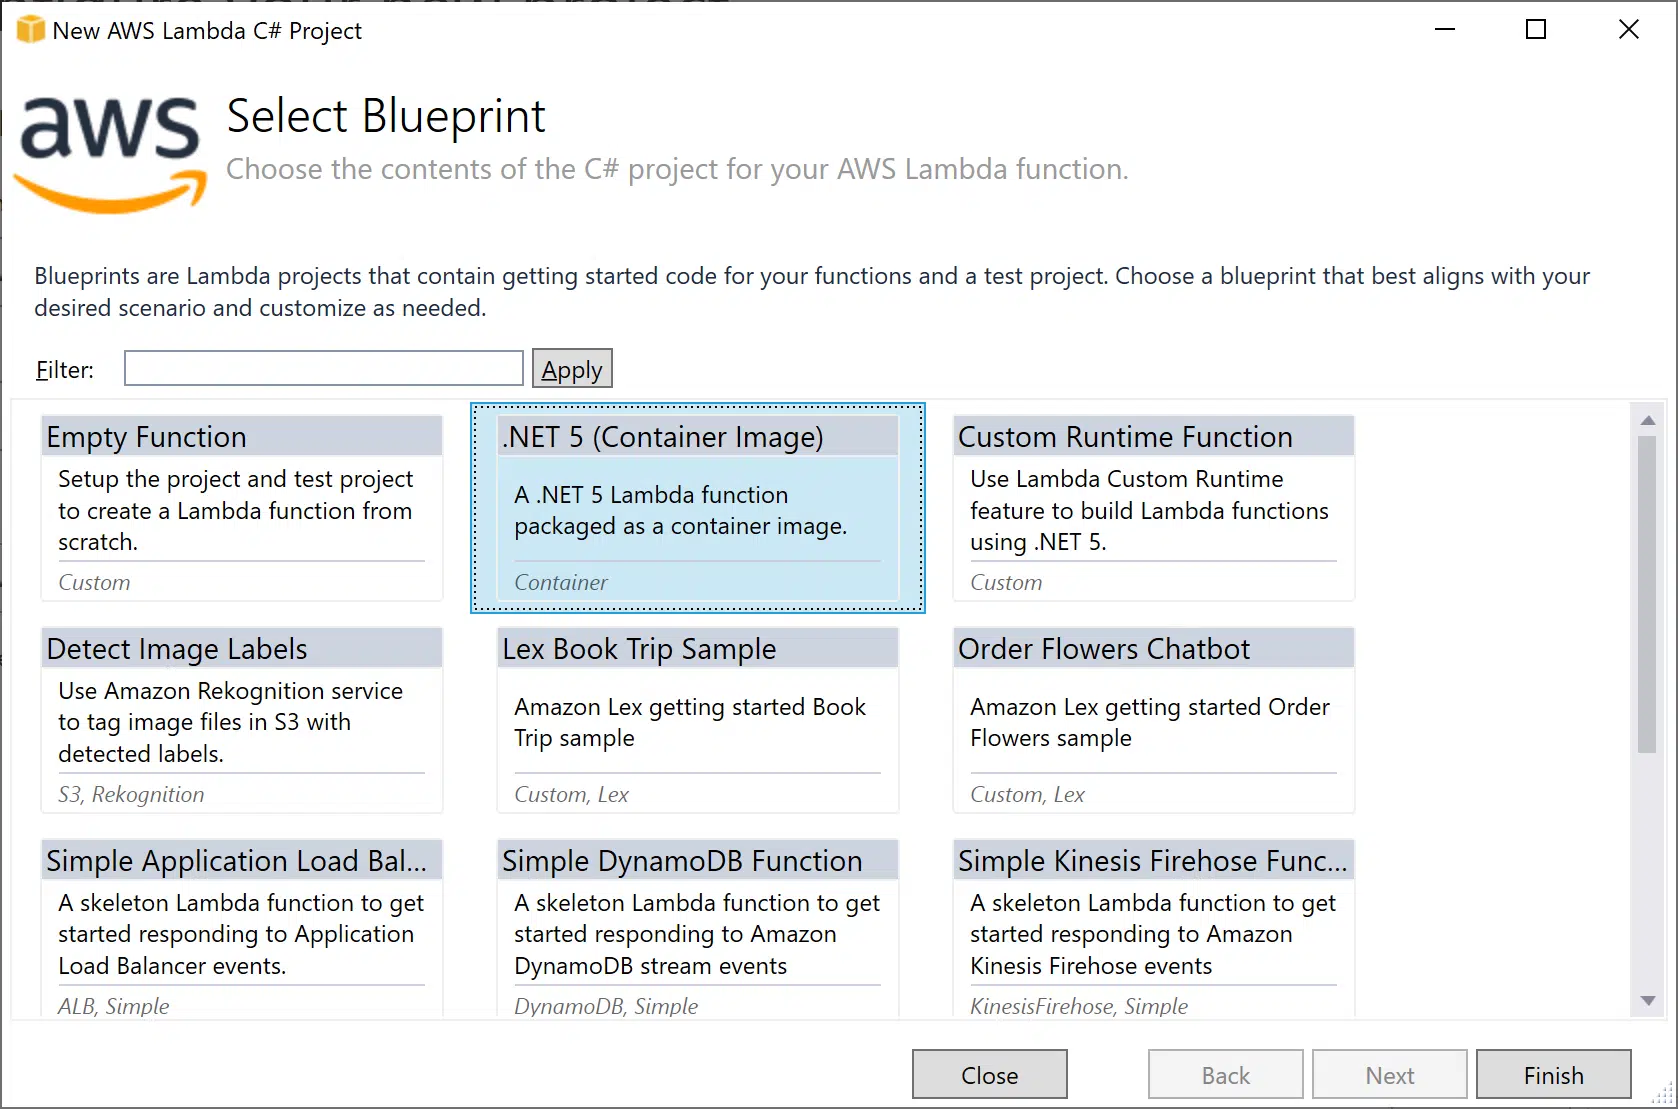 New AWS Lambda C# Project
aws
Select Blueprint
Choose the contents of the C# project for your AWS Lambda function.
Blueprints are Lambda projects that contain getting started code for your functions and a test project. Choose a blueprint that best aligns with your
desired scenario and customize as needed.
Filter:
Apply
Empty Function
Setup the project and test project
to create a Lambda function from
scratch.
Custom
.NET 5 (Container Image)
A .NET 5 Lambda function
packaged as a container image.
Container
Custom Runtime Function
Use Lambda Custom Runtime
feature to build Lambda functions
using .NET 5.
Custom
Detect Image Labels
Use Amazon Rekognition service
to tag image files in S3 with
detected labels.
S3, Rekognition
Lex Book Trip Sample
Amazon Lex getting started Book
Trip sample
Custom, Lex
Order Flowers Chatbot
Amazon Lex getting started Order
Flowers sample
Custom, Lex
Simple Application Load Bal...
A skeleton Lambda function to get
started responding to Application
Load Balancer events.
ALB, Simple
Simple DynamoDB Function
A skeleton Lambda function to get
started responding to Amazon
DynamoDB stream events
DynamoDB, Simple
Simple Kinesis Firehose Func...
A skeleton Lambda function to get
started responding to Amazon
Kinesis Firehose events
KinesisFirehose, Simple
Close
Back
Next
Finish